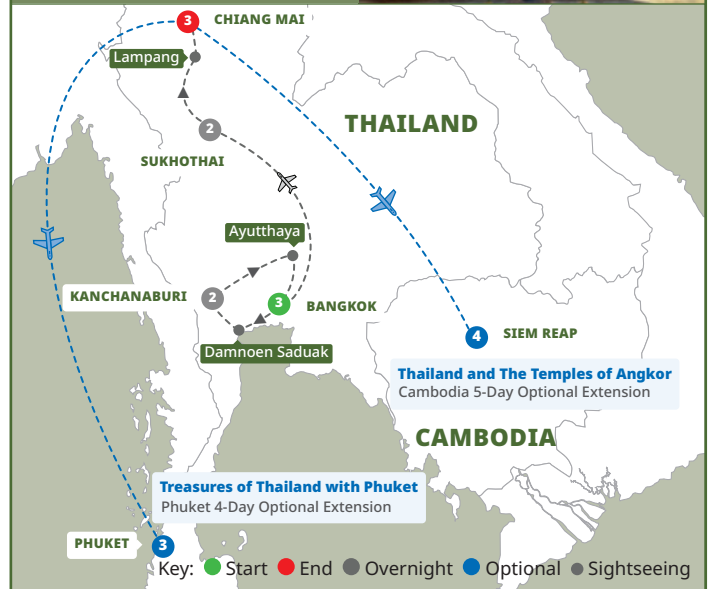 3 CHIANG MAI
Lampang
THAILAND
2
SUKHOTHAI
Ayutthaya
KANCHANABURI 2
3 BANGKOK
4 SIEM REAP
Damnoen Saduak
Thailand and The Temples of Angkor
Cambodia 5-Day Optional Extension
CAMBODIA
Treasures of Thailand with Phuket
Phuket 4-Day Optional Extension
PHUKET 3
Key: Start End Overnight Optional Sightseeing